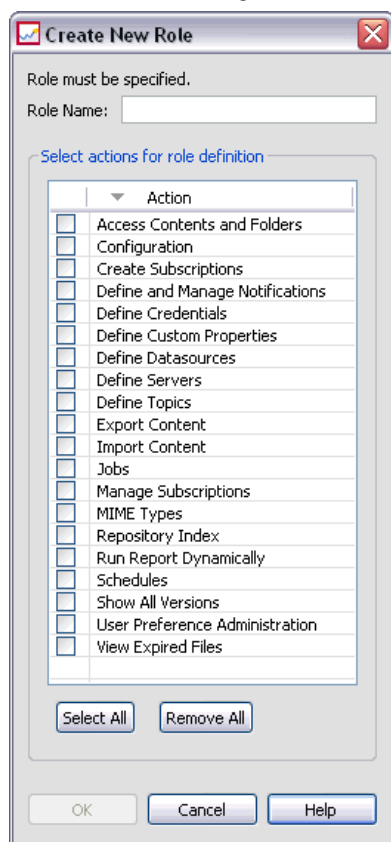 Create New Role
Role must be specified.
Role Name:
Select actions for role definition
Action
Access Contents and Folders
Configuration
Create Subscriptions
Define and Manage Notifications
Define Credentials
Define Custom Properties
Define Datasources
Define Servers
Define Topics
Export Content
Import Content
Jobs
Manage Subscriptions
MIME Types
Repository Index
Run Report Dynamically
Schedules
Show All Versions
User Preference Administration
View Expired Files
Select All Remove All
OK Cancel Help